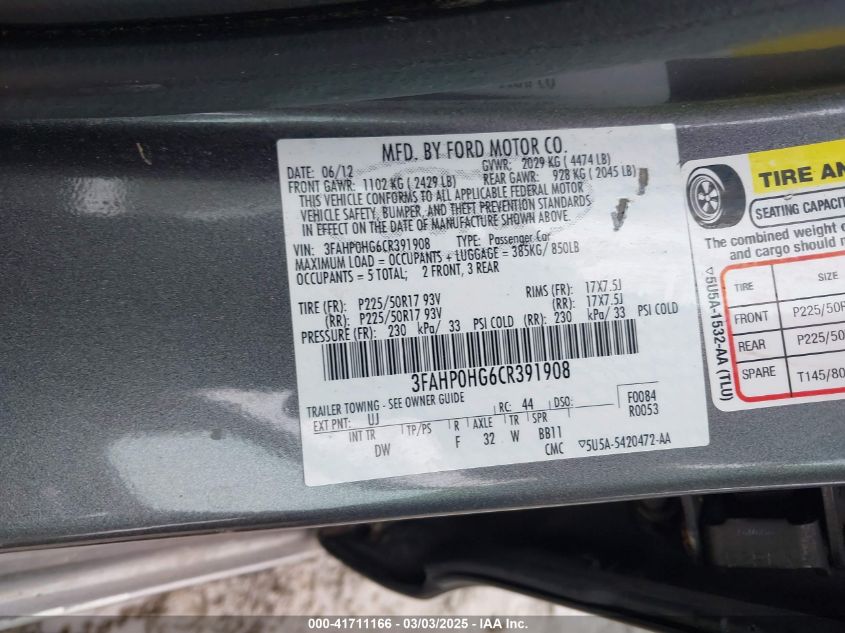 MFD. BY FORD MOTOR CO.
DATE: 06/12 GVWR: 2029 KG ( 4474 LB)
FRONT GAWR: 1102 KG ( 2429 LB) REAR GAWR: 928 KG ( 2045 LB)
THIS VEHICLE CONFORMS TO ALL APPLICABLE FEDERAL MOTOR
VEHICLE SAFETY, BUMPER, AND THEFT PREVENTION STANDARDS
IN EFFECT ON THE DATE OF MANUFACTURE SHOWN ABOVE.
VIN: 3FAHP0HG6CR391908 TYPE: Passenger Car
MAXIMUM LOAD = OCCUPANTS + LUGGAGE = 385KG/ 850LB
OCCUPANTS = 5 TOTAL; 2 FRONT, 3 REAR
TIRE (FR): P225/50R17 93V RIMS (FR): 17X7.5J
(RR): P225/50R17 93V (RR): 17X7.5J
PRESSURE (FR): 230 kPa/ 33 PSI COLD (RR): 230 kPa/ 33 PSI COLD
3FAHP0HG6CR391908
TRAILER TOWING - SEE OWNER GUIDE
EXT PNT: UJ RC: 44 DSO: F0084
R0053
INT TR TP/PS R AXLE TR SPR
DW F 32 W BB11
CMC ▽5U5A-5420472-AA
TIRE AN
SEATING CAPACIT
The combined weight o
and cargo should n
▽5U5A-1532-AA (TLU)
TIRE SIZE
FRONT P225/50R
REAR P225/50
SPARE T145/80
000-41711166 - 03/03/2025 - IAA Inc.